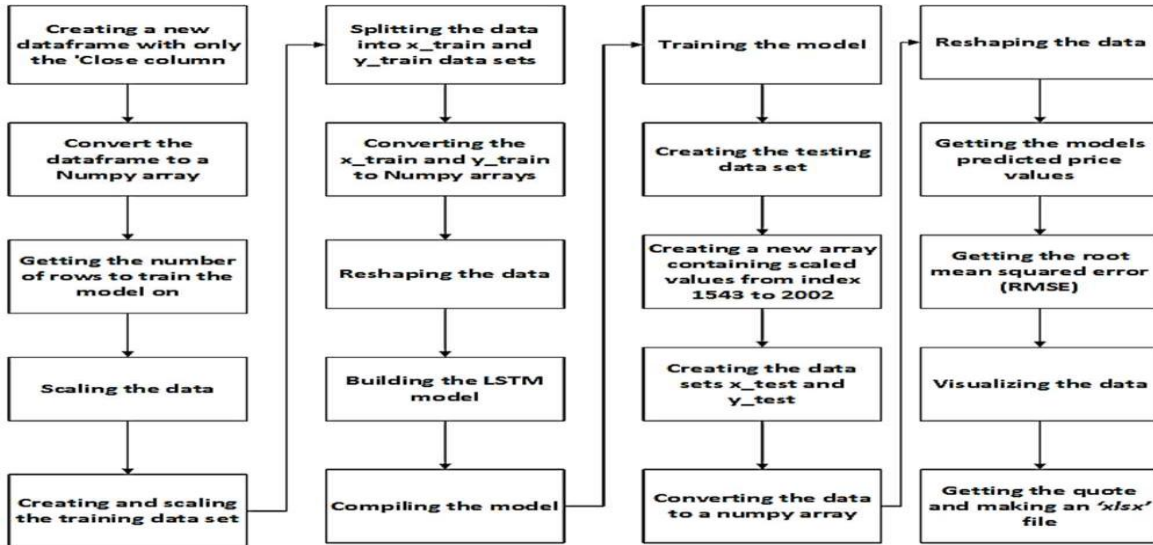 Creating a new
dataframe with only
the 'Close column
Convert the
dataframe to a
Numpy array
Getting the number
of rows to train the
model on
Scaling the data
Creating and scaling
the training data set
Splitting the data
into x_train and
y_train data sets
Converting the
x_train and y_train
to Numpy arrays
Reshaping the data
Building the LSTM
model
Compiling the model
Training the model
Creating the testing
data set
Creating a new array
containing scaled
values from index
1543 to 2002
Creating the data
sets x_test and
y_test
Converting the data
to a numpy array
Reshaping the data
Getting the models
predicted price
values
Getting the root
mean squared error
(RMSE)
Visualizing the data
Getting the quote
and making an 'xlsx'
file